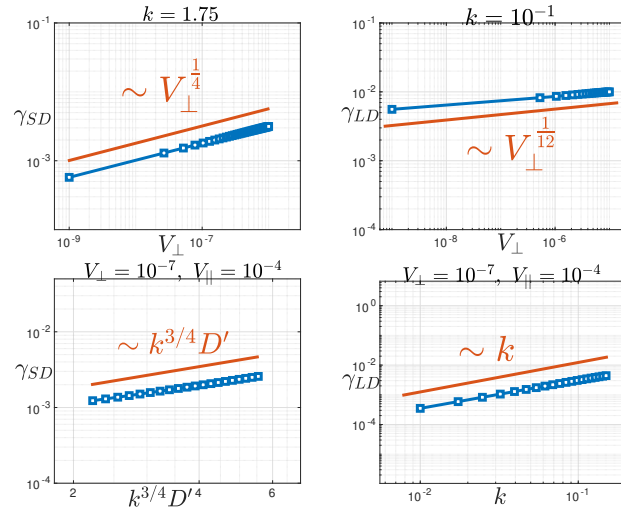 k = 1.75
10^-1
γ_SD
10^-3
∼ V_⊥^{1/4}
10^-9
10^-7
V_⊥
k = 10^-1
10^-1
10^-2
γ_LD
10^-3
10^-4
∼ V_⊥^{1/12}
10^-8
10^-6
V_⊥
V_⊥ = 10^-7, V_|| = 10^-4
10^-2
γ_SD
10^-3
10^-4
∼ k^{3/4}D′
2
4
6
k^{3/4}D′
V_⊥ = 10^-7, V_|| = 10^-4
10^0
10^-2
γ_LD
10^-4
∼ k
10^-2
10^-1
k